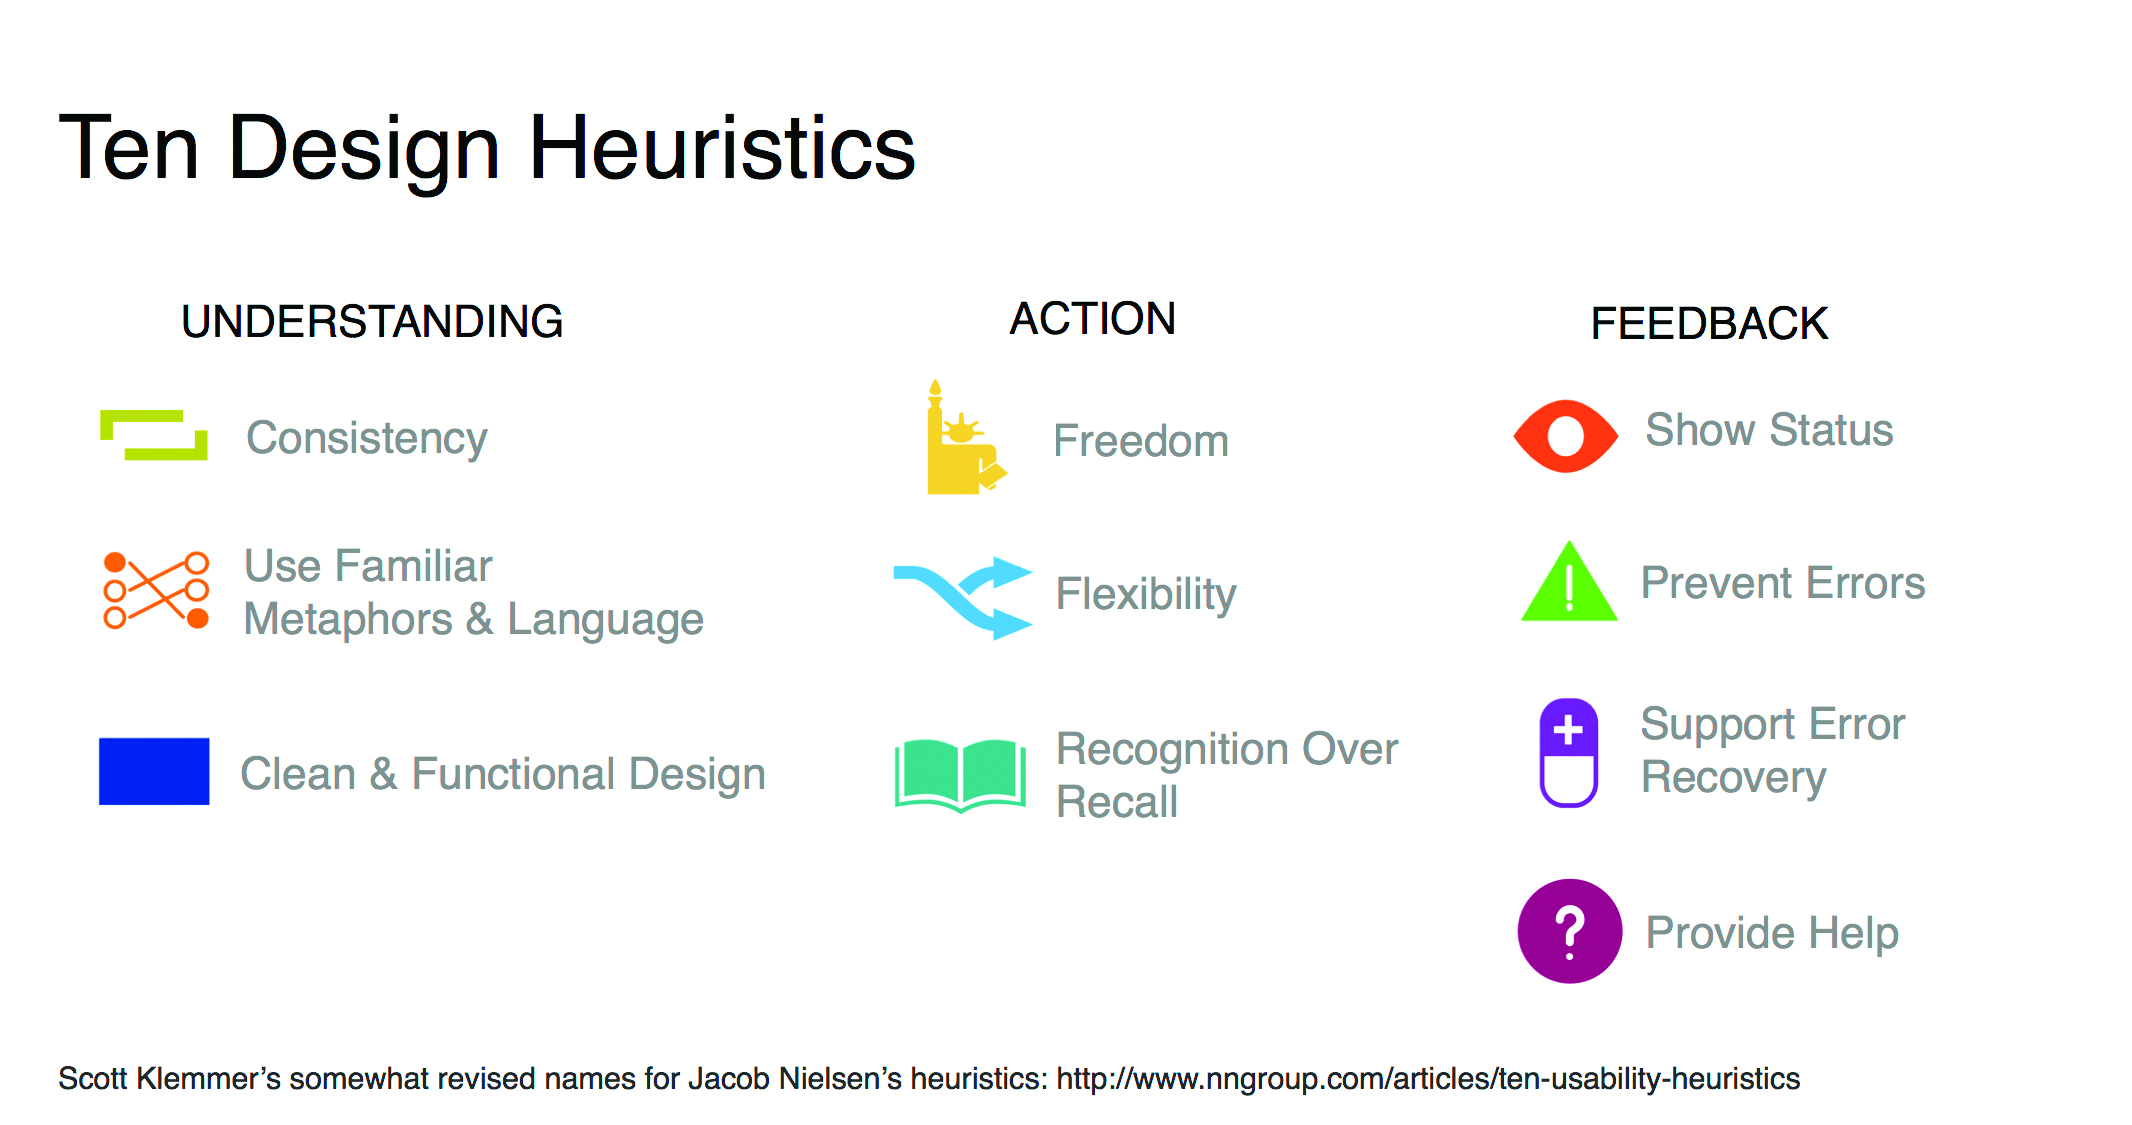 Ten Design Heuristics
UNDERSTANDING
Consistency
Use Familiar
Metaphors & Language
Clean & Functional Design
ACTION
Freedom
Flexibility
Recognition Over
Recall
FEEDBACK
Show Status
Prevent Errors
Support Error
Recovery
Provide Help
Scott Klemmer’s somewhat revised names for Jacob Nielsen’s heuristics: http://www.nngroup.com/articles/ten-usability-heuristics